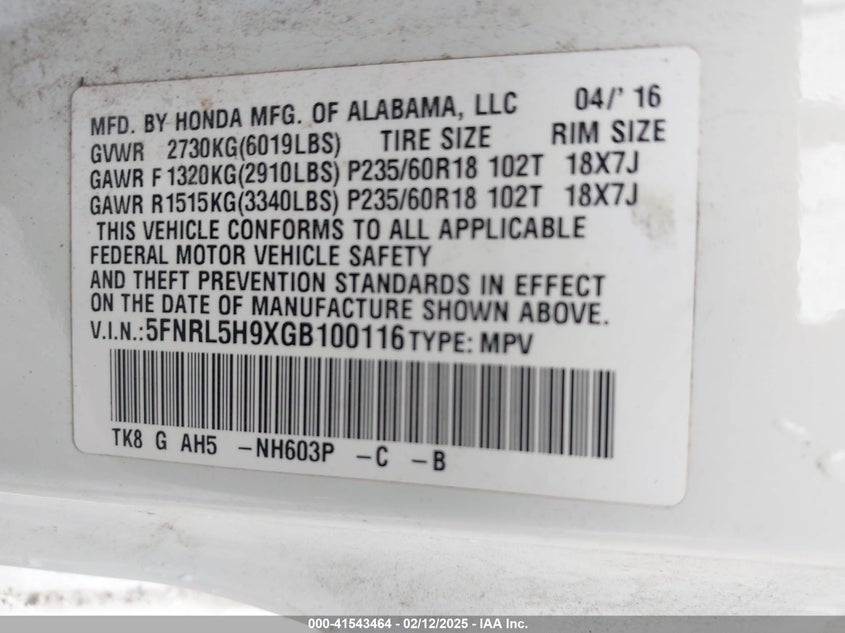 MFD. BY HONDA MFG. OF ALABAMA, LLC 04/' 16
GVWR 2730KG(6019LBS) TIRE SIZE RIM SIZE
GAWR F 1320KG(2910LBS) P235/60R18 102T 18X7J
GAWR R1515KG(3340LBS) P235/60R18 102T 18X7J
THIS VEHICLE CONFORMS TO ALL APPLICABLE
FEDERAL MOTOR VEHICLE SAFETY
AND THEFT PREVENTION STANDARDS IN EFFECT
ON THE DATE OF MANUFACTURE SHOWN ABOVE.
V.I.N.:5FNRL5H9XGB100116 TYPE: MPV
TK8 G AH5 -NH603P -C -B
000-41543464 - 02/12/2025 - IAA Inc.